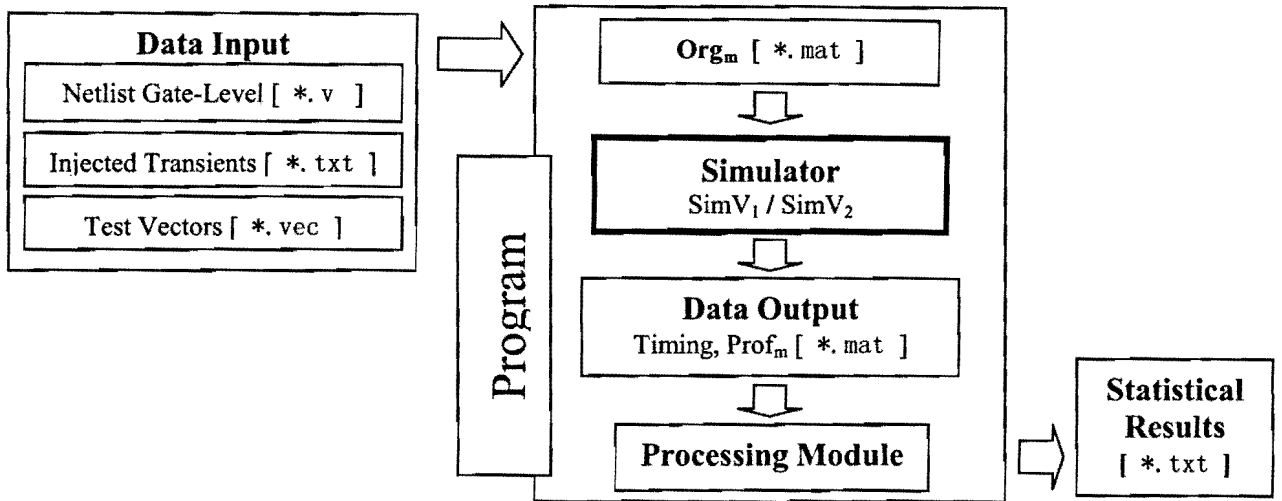 Data Input
Netlist Gate-Level [ *.v ]
Injected Transients [ *.txt ]
Test Vectors [ *.vec ]
Program
Orgm [ *.mat ]
Simulator
SimV1 / SimV2
Data Output
Timing, Profm [ *.mat ]
Processing Module
Statistical
Results
[ *.txt ]